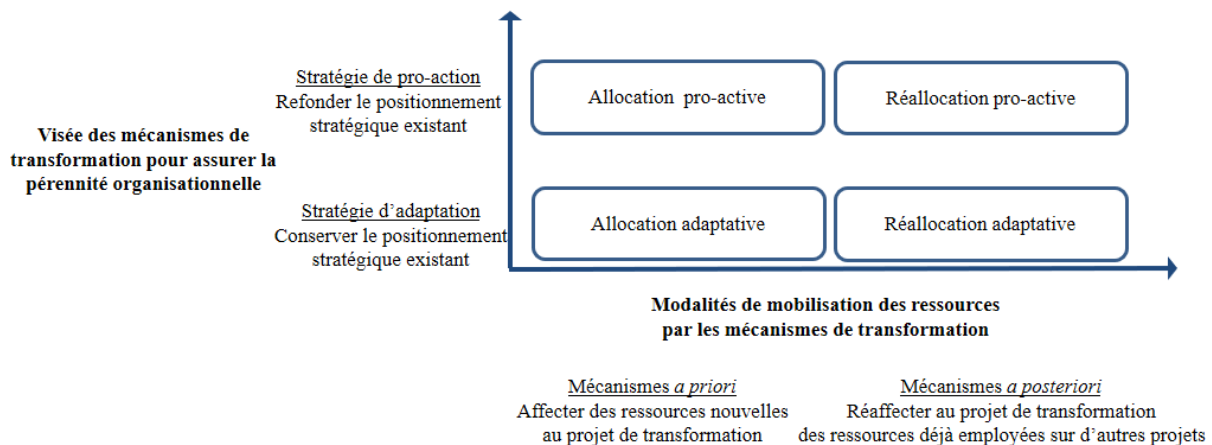 Stratégie de pro-action
Refonder le positionnement
stratégique existant
Allocation pro-active
Réallocation pro-active
Visée des mécanismes de
transformation pour assurer la
pérennité organisationnelle
Stratégie d'adaptation
Conserver le positionnement
stratégique existant
Allocation adaptative
Réallocation adaptative
Modalités de mobilisation des ressources
par les mécanismes de transformation
Mécanismes a priori
Affecter des ressources nouvelles
au projet de transformation
Mécanismes a posteriori
Réaffecter au projet de transformation
des ressources déjà employées sur d'autres projets